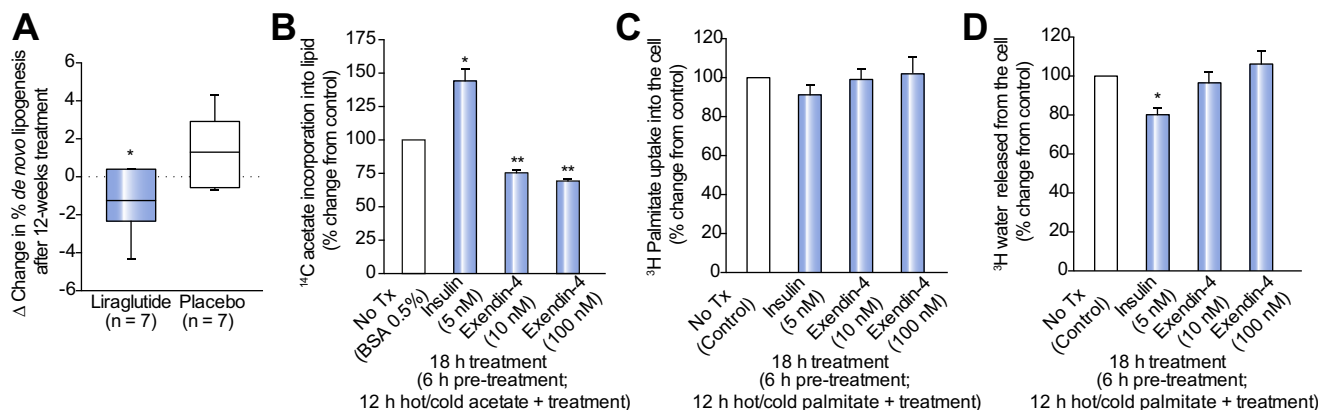 A
Δ Change in % de novo lipogenesis
after 12-weeks treatment
6
4
2
0
-2
-4
-6
*
Liraglutide
(n = 7)
Placebo
(n = 7)
B
¹⁴C acetate incorporation into lipid
(% change from control)
175
150
125
100
75
50
25
0
*
**
**
No Tx
(BSA 0.5%)
Insulin
(5 nM)
Exendin-4
(10 nM)
Exendin-4
(100 nM)
18 h treatment
(6 h pre-treatment;
12 h hot/cold acetate + treatment)
C
³H Palmitate uptake into the cell
(% change from control)
120
100
80
60
40
20
0
No Tx
(Control)
Insulin
(5 nM)
Exendin-4
(10 nM)
Exendin-4
(100 nM)
18 h treatment
(6 h pre-treatment;
12 h hot/cold palmitate + treatment)
D
³H water released from the cell
(% change from control)
120
100
80
60
40
20
0
*
No Tx
(Control)
Insulin
(5 nM)
Exendin-4
(10 nM)
Exendin-4
(100 nM)
18 h treatment
(6 h pre-treatment;
12 h hot/cold palmitate + treatment)